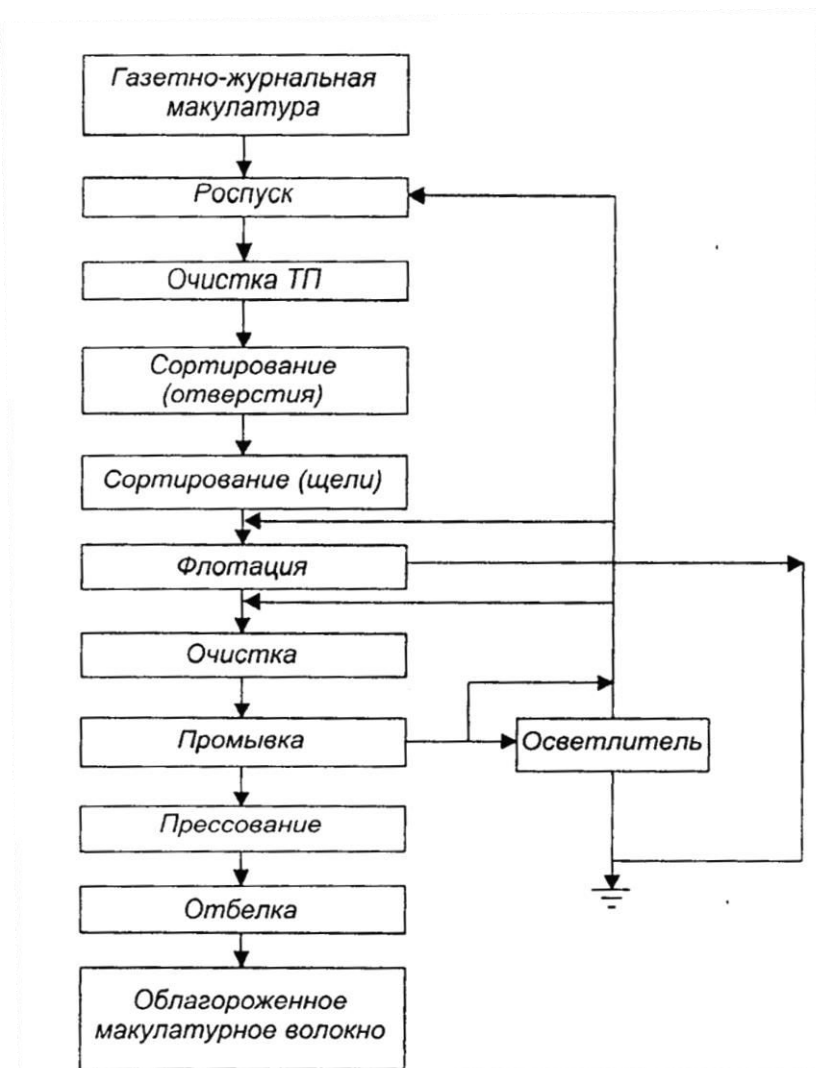 Газетно-журнальная
макулатура
Роспуск
Очистка ТП
Сортирование
(отверстия)
Сортирование (щели)
Флотация
Очистка
Промывка
Осветлитель
Прессование
Отбелка
Облагороженное
макулатурное волокно